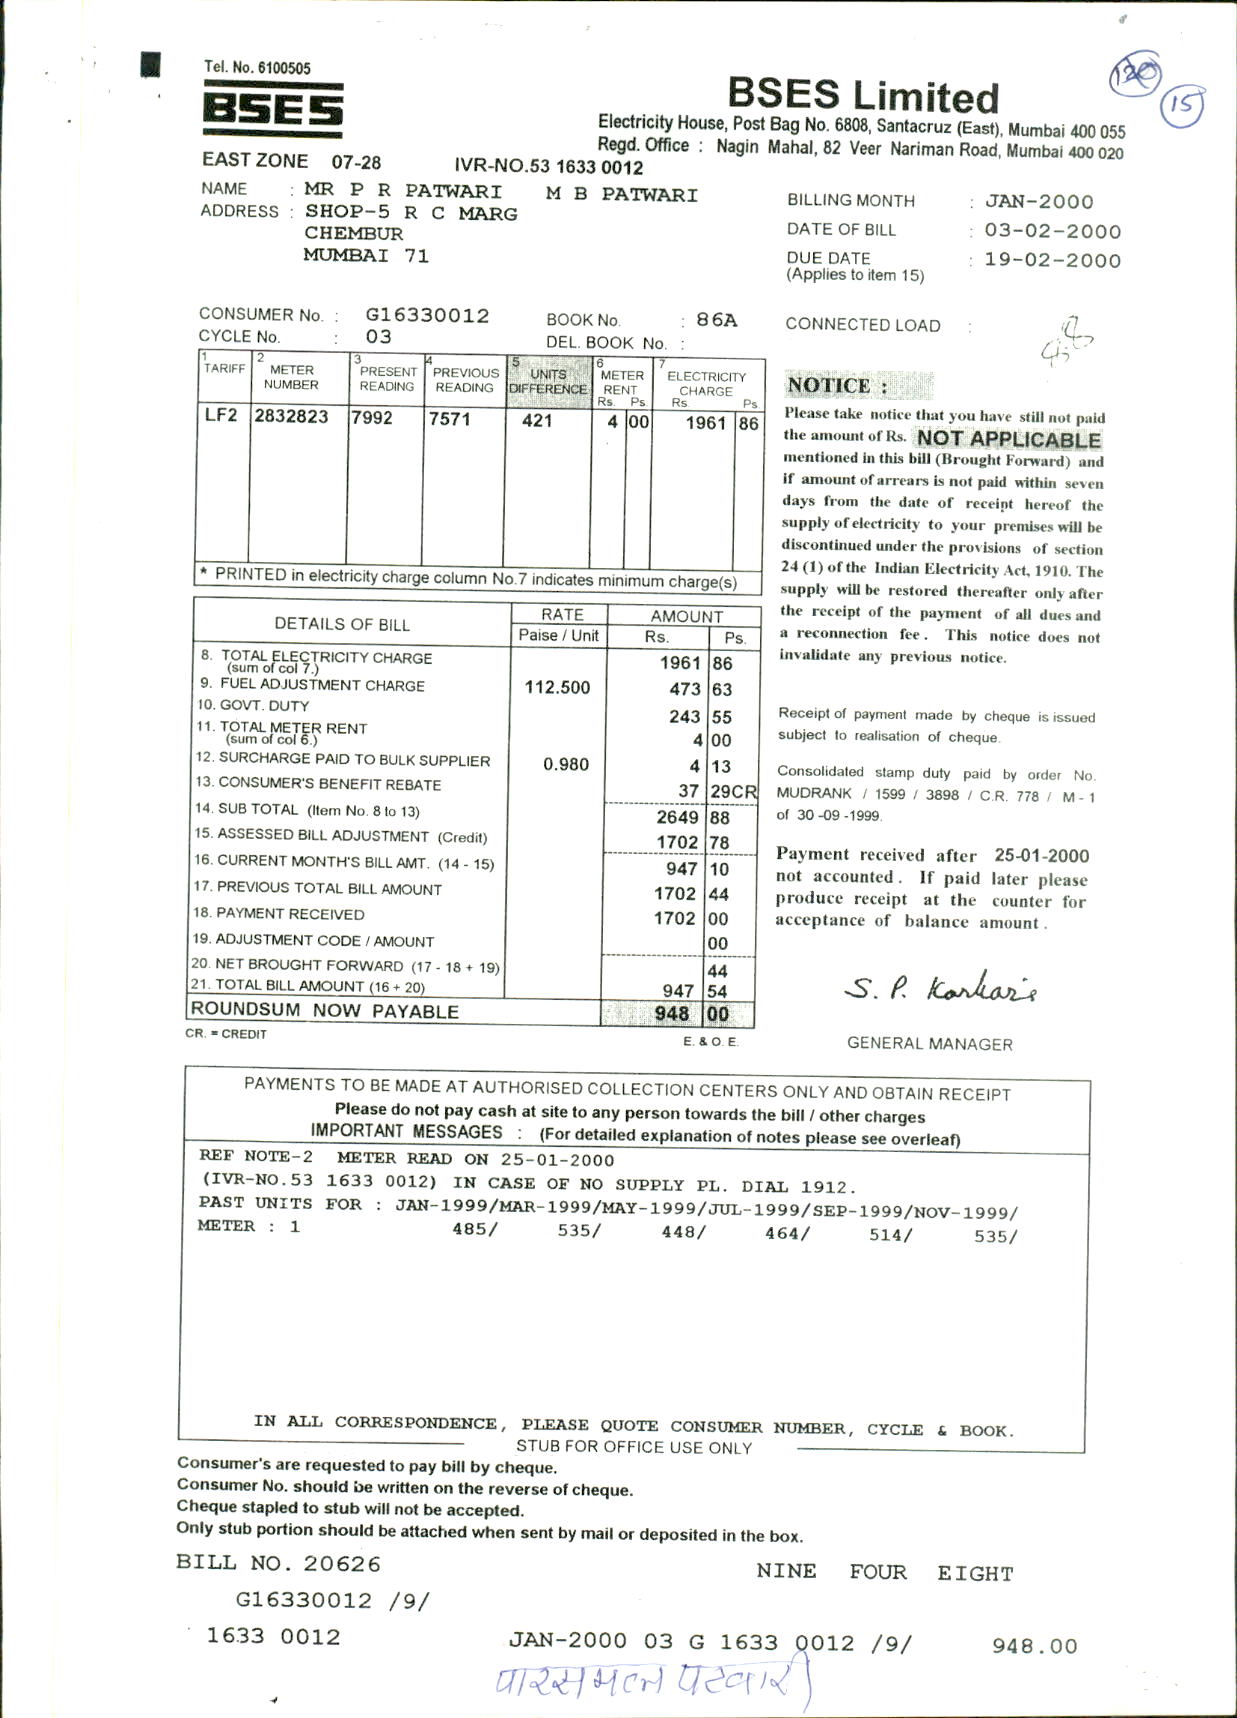 Tel. No. 6100505
BSES
BSES Limited
120
15
Electricity House, Post Bag No. 6808, Santacruz (East), Mumbai 400 055
Regd. Office : Nagin Mahal, 82 Veer Nariman Road, Mumbai 400 020
EAST ZONE 07-28 IVR-NO.53 1633 0012
NAME : MR P R PATWARI M B PATWARI
ADDRESS : SHOP-5 R C MARG
CHEMBUR
MUMBAI 71
BILLING MONTH : JAN-2000
DATE OF BILL : 03-02-2000
DUE DATE : 19-02-2000
(Applies to item 15)
CONSUMER No. : G16330012 BOOK No. : 86A
CYCLE No. : 03 DEL. BOOK No. :
CONNECTED LOAD :
1 TARIFF 2 METER NUMBER 3 PRESENT READING 4 PREVIOUS READING 5 UNITS DIFFERENCE 6 METER RENT Rs. Ps. 7 ELECTRICITY CHARGE Rs. Ps.
LF2 2832823 7992 7571 421 4 00 1961 86
* PRINTED in electricity charge column No.7 indicates minimum charge(s)
DETAILS OF BILL RATE Paise / Unit AMOUNT Rs. Ps.
8. TOTAL ELECTRICITY CHARGE 1961 86
(sum of col 7.)
9. FUEL ADJUSTMENT CHARGE 112.500 473 63
10. GOVT. DUTY 243 55
11. TOTAL METER RENT 4 00
(sum of col 6.)
12. SURCHARGE PAID TO BULK SUPPLIER 0.980 4 13
13. CONSUMER'S BENEFIT REBATE 37 29CR
14. SUB TOTAL (Item No. 8 to 13) 2649 88
15. ASSESSED BILL ADJUSTMENT (Credit) 1702 78
16. CURRENT MONTH'S BILL AMT. (14 - 15) 947 10
17. PREVIOUS TOTAL BILL AMOUNT 1702 44
18. PAYMENT RECEIVED 1702 00
19. ADJUSTMENT CODE / AMOUNT 00
20. NET BROUGHT FORWARD (17 - 18 + 19) 44
21. TOTAL BILL AMOUNT (16 + 20) 947 54
ROUNDSUM NOW PAYABLE 948 00
CR. = CREDIT E. & O. E.
NOTICE :
Please take notice that you have still not paid
the amount of Rs. NOT APPLICABLE
mentioned in this bill (Brought Forward) and
if amount of arrears is not paid within seven
days from the date of receipt hereof the
supply of electricity to your premises will be
discontinued under the provisions of section
24 (1) of the Indian Electricity Act, 1910. The
supply will be restored thereafter only after
the receipt of the payment of all dues and
a reconnection fee. This notice does not
invalidate any previous notice.
Receipt of payment made by cheque is issued
subject to realisation of cheque.
Consolidated stamp duty paid by order No.
MUDRANK / 1599 / 3898 / C.R. 778 / M - 1
of 30 -09 -1999.
Payment received after 25-01-2000
not accounted. If paid later please
produce receipt at the counter for
acceptance of balance amount.
S. P. Karkarie
GENERAL MANAGER
PAYMENTS TO BE MADE AT AUTHORISED COLLECTION CENTERS ONLY AND OBTAIN RECEIPT
Please do not pay cash at site to any person towards the bill / other charges
IMPORTANT MESSAGES : (For detailed explanation of notes please see overleaf)
REF NOTE-2 METER READ ON 25-01-2000
(IVR-NO.53 1633 0012) IN CASE OF NO SUPPLY PL. DIAL 1912.
PAST UNITS FOR : JAN-1999/MAR-1999/MAY-1999/JUL-1999/SEP-1999/NOV-1999/
METER : 1 485/ 535/ 448/ 464/ 514/ 535/
IN ALL CORRESPONDENCE, PLEASE QUOTE CONSUMER NUMBER, CYCLE & BOOK.
STUB FOR OFFICE USE ONLY
Consumer's are requested to pay bill by cheque.
Consumer No. should be written on the reverse of cheque.
Cheque stapled to stub will not be accepted.
Only stub portion should be attached when sent by mail or deposited in the box.
BILL NO. 20626 NINE FOUR EIGHT
G16330012 /9/
1633 0012 JAN-2000 03 G 1633 0012 /9/ 948.00
पारसमल पटवारी